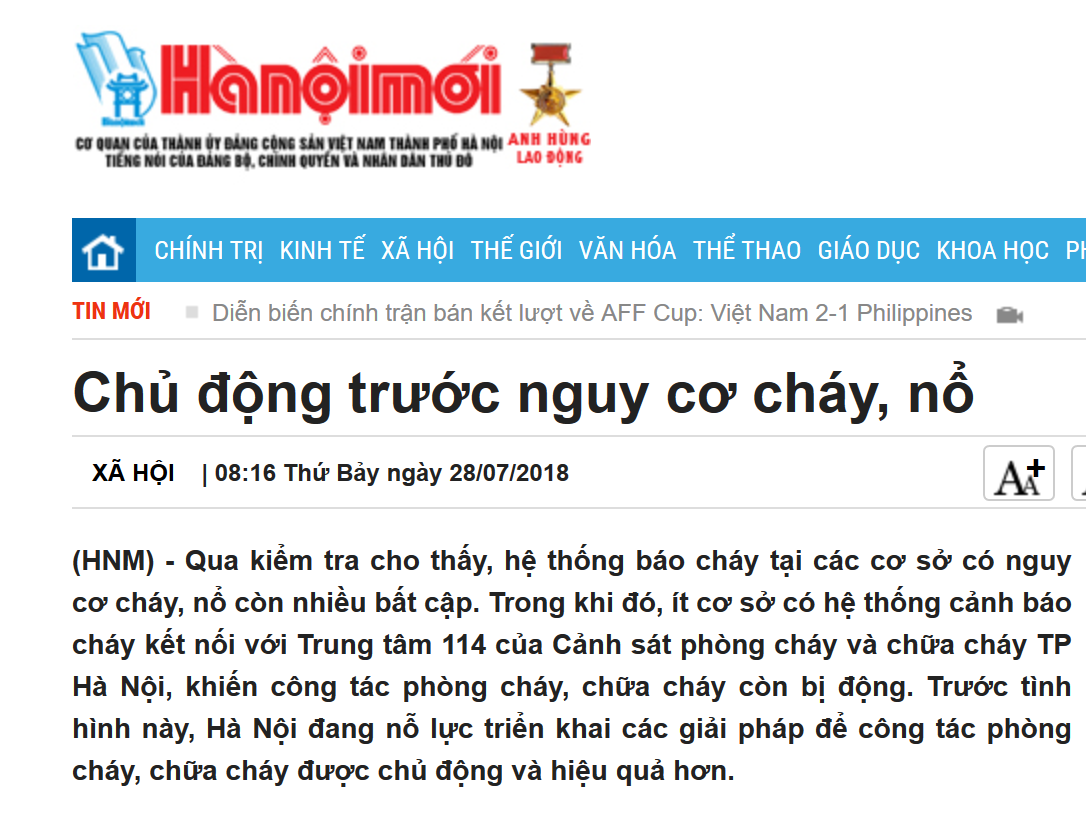 Hànộimới
CƠ QUAN CỦA THÀNH ỦY ĐẢNG CỘNG SẢN VIỆT NAM THÀNH PHỐ HÀ NỘI
TIẾNG NÓI CỦA ĐẢNG BỘ, CHÍNH QUYỀN VÀ NHÂN DÂN THỦ ĐÔ
ANH HÙNG
LAO ĐỘNG
CHÍNH TRỊ KINH TẾ XÃ HỘI THẾ GIỚI VĂN HÓA THỂ THAO GIÁO DỤC KHOA HỌC
TIN MỚI Diễn biến chính trận bán kết lượt về AFF Cup: Việt Nam 2-1 Philippines
Chủ động trước nguy cơ cháy, nổ
XÃ HỘI | 08:16 Thứ Bảy ngày 28/07/2018
AA+
(HNM) - Qua kiểm tra cho thấy, hệ thống báo cháy tại các cơ sở có nguy
cơ cháy, nổ còn nhiều bất cập. Trong khi đó, ít cơ sở có hệ thống cảnh báo
cháy kết nối với Trung tâm 114 của Cảnh sát phòng cháy và chữa cháy TP
Hà Nội, khiến công tác phòng cháy, chữa cháy còn bị động. Trước tình
hình này, Hà Nội đang nỗ lực triển khai các giải pháp để công tác phòng
cháy, chữa cháy được chủ động và hiệu quả hơn.